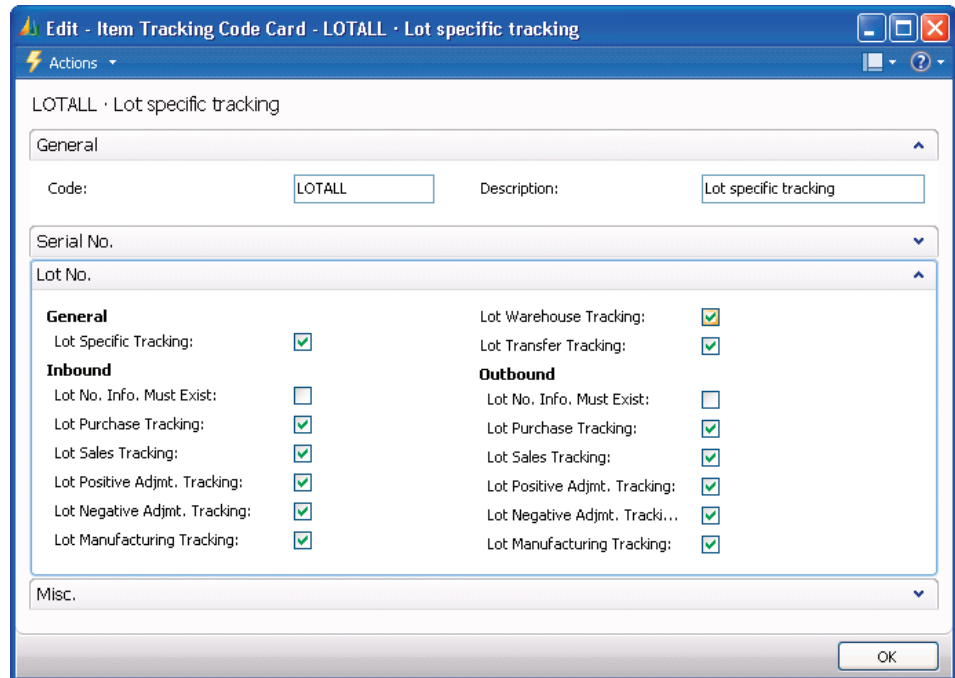 Edit - Item Tracking Code Card - LOTALL · Lot specific tracking
Actions
LOTALL · Lot specific tracking
General
Code: LOTALL Description: Lot specific tracking
Serial No.
Lot No.
General
Lot Specific Tracking:
Inbound
Lot No. Info. Must Exist:
Lot Purchase Tracking:
Lot Sales Tracking:
Lot Positive Adjmt. Tracking:
Lot Negative Adjmt. Tracking:
Lot Manufacturing Tracking:
Lot Warehouse Tracking:
Lot Transfer Tracking:
Outbound
Lot No. Info. Must Exist:
Lot Purchase Tracking:
Lot Sales Tracking:
Lot Positive Adjmt. Tracking:
Lot Negative Adjmt. Tracki...
Lot Manufacturing Tracking:
Misc.
OK